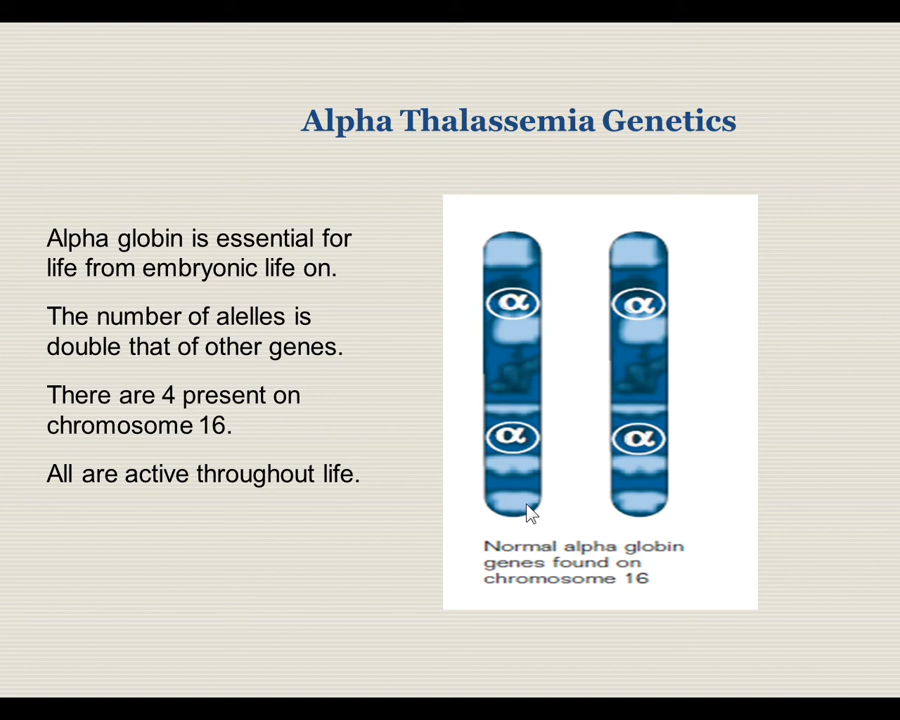 Alpha Thalassemia Genetics
Alpha globin is essential for
life from embryonic life on.
The number of alelles is
double that of other genes.
There are 4 present on
chromosome 16.
All are active throughout life.
α α
α α
Normal alpha globin
genes found on
chromosome 16